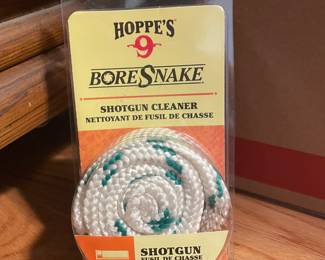 HOPPE'S
9
BORESNAKE
SHOTGUN CLEANER
NETTOYANT DE FUSIL DE CHASSE
SHOTGUN
FUSIL DE CHASSE